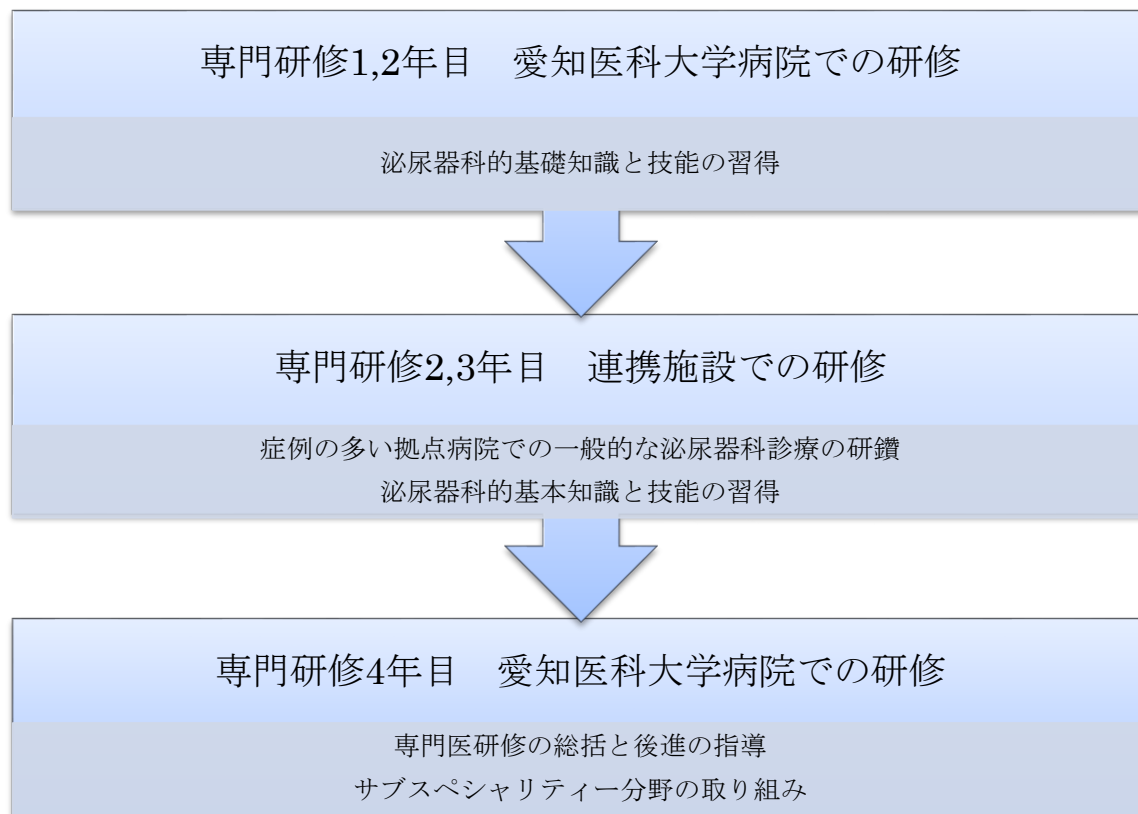 専門研修1,2年目　愛知医科大学病院での研修
泌尿器科的基礎知識と技能の習得
専門研修2,3年目　連携施設での研修
症例の多い拠点病院での一般的な泌尿器科診療の研鑽
泌尿器科的基本知識と技能の習得
専門研修4年目　愛知医科大学病院での研修
専門医研修の総括と後進の指導
サブスペシャリティー分野の取り組み